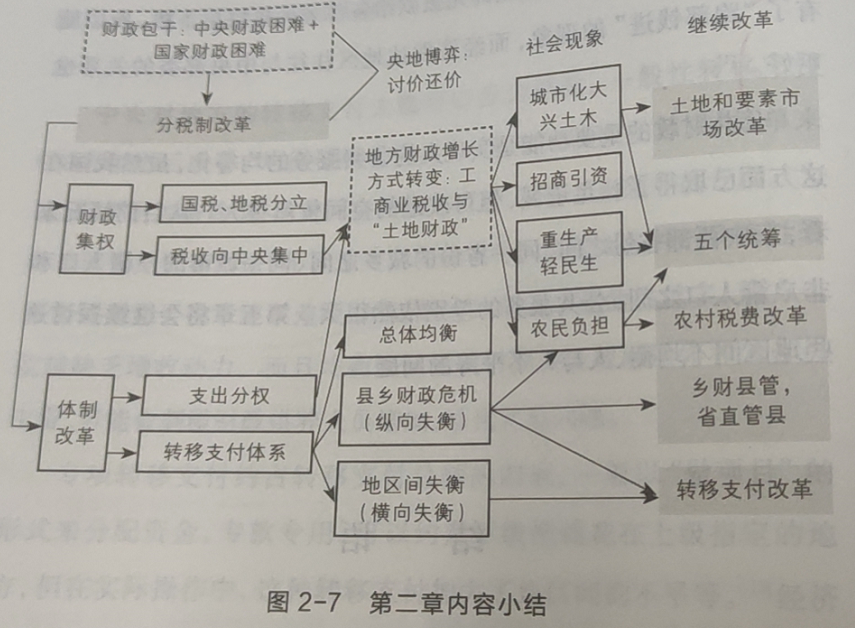 财政包干：中央财政困难+
国家财政困难
央地博弈：
讨价还价
社会现象
继续改革
分税制改革
城市化大
兴土木
土地和要素市
场改革
地方财政增长
方式转变：工
商业税收与
“土地财政”
财政
集权
国税、地税分立
税收向中央集中
招商引资
重生产
轻民生
五个统筹
总体均衡
农民负担
农村税费改革
体制
改革
支出分权
转移支付体系
县乡财政危机
（纵向失衡）
乡财县管，
省直管县
地区间失衡
（横向失衡）
转移支付改革
图 2-7 第二章内容小结